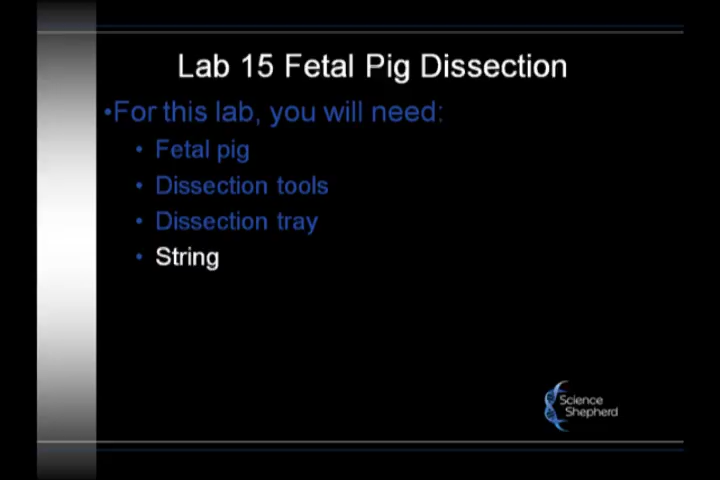 Lab 15 Fetal Pig Dissection
•For this lab, you will need:
• Fetal pig
• Dissection tools
• Dissection tray
• String
Science
Shepherd